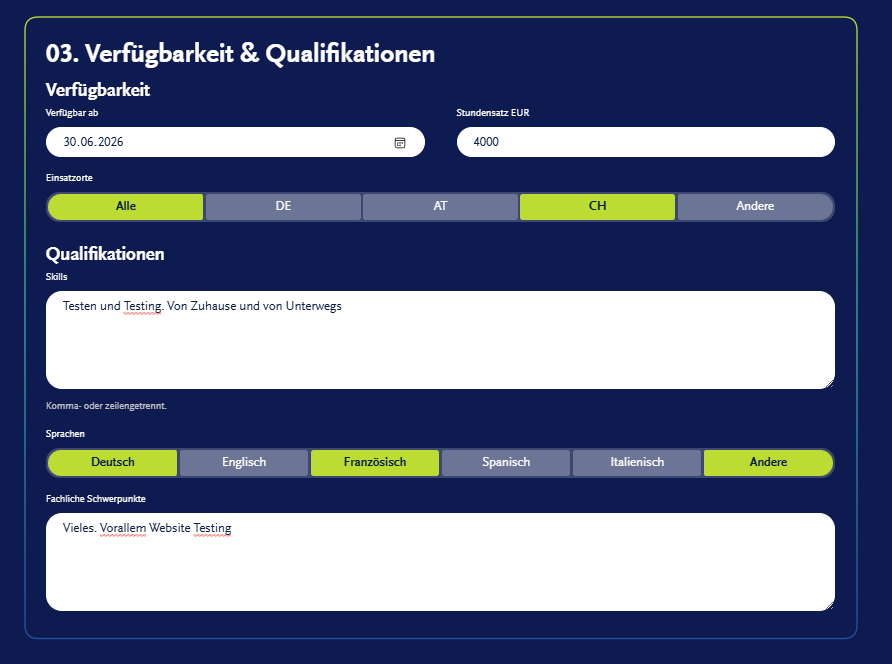 03. Verfügbarkeit & Qualifikationen
Verfügbarkeit
Verfügbar ab
Stundensatz EUR
30.06.2026
4000
Einsatzorte
Alle
DE
AT
CH
Andere
Qualifikationen
Skills
Testen und Testing. Von Zuhause und von Unterwegs
Komma- oder zeilengetrennt.
Sprachen
Deutsch
Englisch
Französisch
Spanisch
Italienisch
Andere
Fachliche Schwerpunkte
Vieles. Vorallem Website Testing